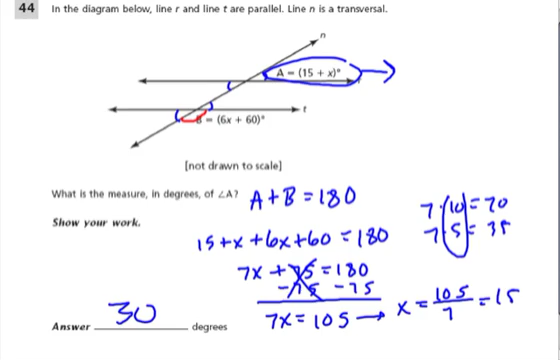 44 In the diagram below, line r and line t are parallel. Line n is a transversal.
n
A = (15 + x)°
t
= (6x + 60)°
[not drawn to scale]
What is the measure, in degrees, of ∠A? A+B=180
Show your work.
7·(10)=70
7·5=35
15+x+6x+60=180
7x+75=180
-75 -75
7x=105 → x=105/7=15
Answer 30 degrees